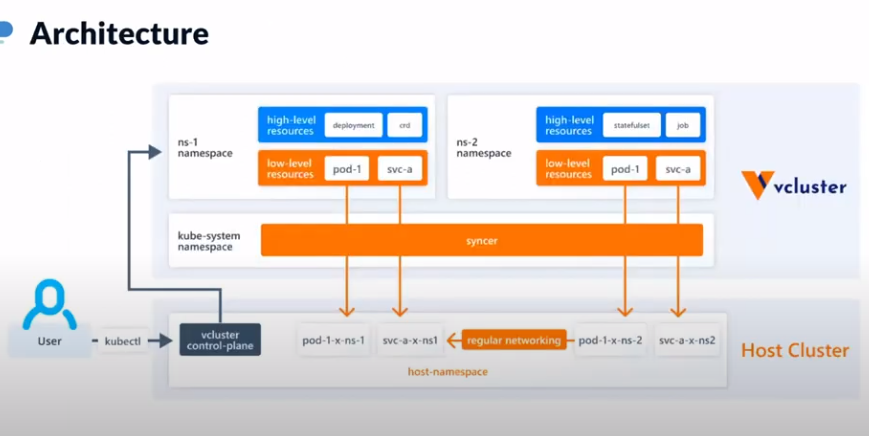 Architecture
ns-1
namespace
high-level
resources
deployment
crd
low-level
resources
pod-1
svc-a
ns-2
namespace
high-level
resources
statefulset
job
low-level
resources
pod-1
svc-a
vcluster
kube-system
namespace
syncer
User
kubectl
vcluster
control-plane
pod-1-x-ns-1
svc-a-x-ns1
regular networking
pod-1-x-ns-2
svc-a-x-ns2
host-namespace
Host Cluster